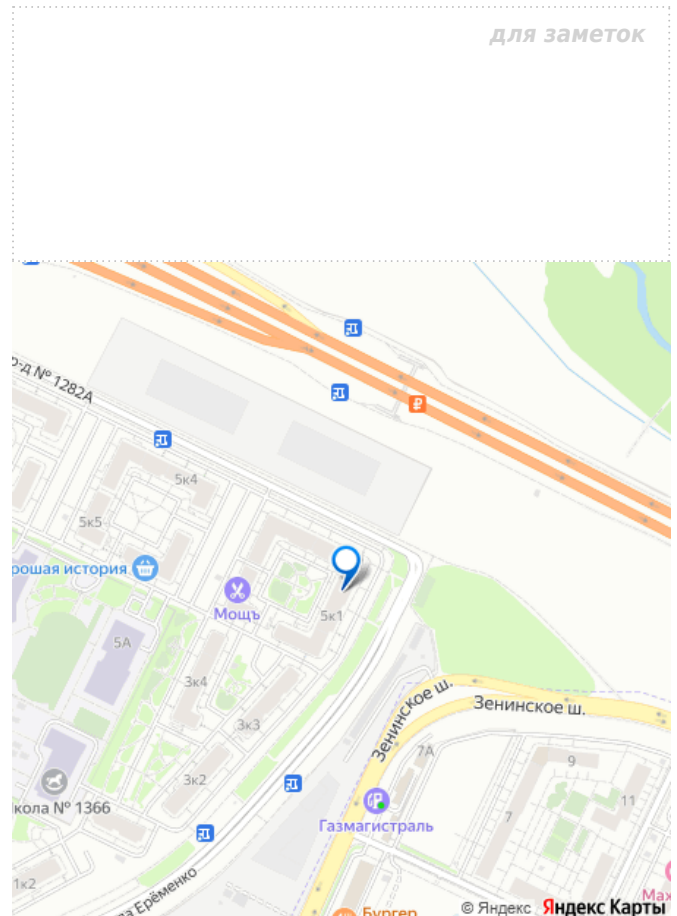 для заметок
р-д № 1282А
5к4
5к5
рошая история
Мощъ
5к1
5А
3к4
3к3
Зенинское ш.
Зенинское ш.
7А
9
3к2
11
кола № 1366
7
Газмагистраль
1к2
а Ерёменко
Бургер
Мах
© Яндекс Яндекс Карты